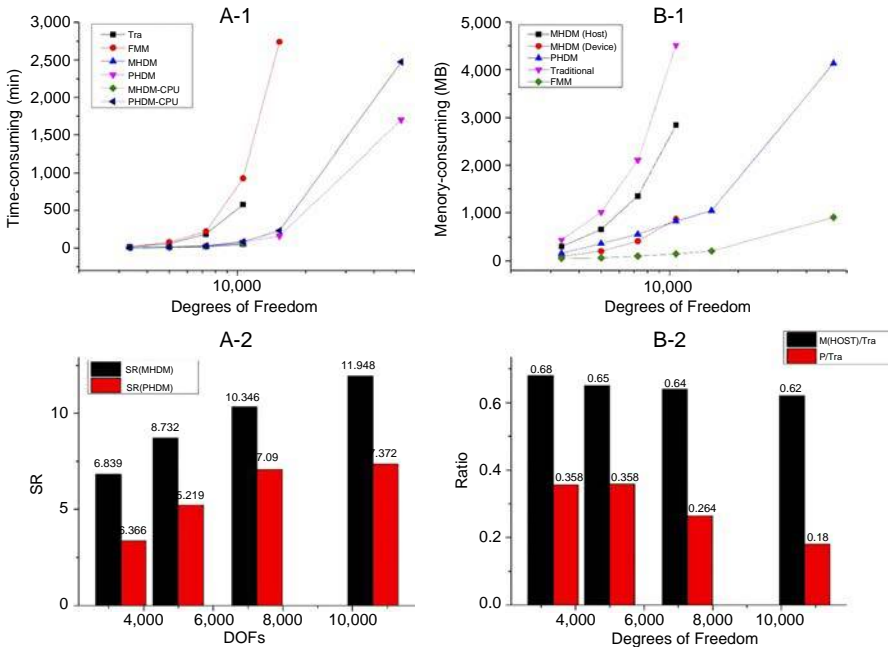 A-1
3,000
2,500
2,000
1,500
1,000
500
0
Time-consuming (min)
Tra
FMM
MHDM
PHDM
MHDM-CPU
PHDM-CPU
10,000
Degrees of Freedom
B-1
5,000
4,000
3,000
2,000
1,000
0
Menory-consuming (MB)
MHDM (Host)
MHDM (Device)
PHDM
Traditional
FMM
10,000
Degrees of Freedom
A-2
SR(MHDM)
SR(PHDM)
10
5
0
SR
6.839
6.366
8.732
5.219
10.346
7.09
11.948
7.372
4,000
6,000
8,000
10,000
DOFs
B-2
M(HOST)/Tra
P/Tra
0.6
0.4
0.2
0.0
Ratio
0.68
0.358
0.65
0.358
0.64
0.264
0.62
0.18
4,000
6,000
8,000
10,000
Degrees of Freedom